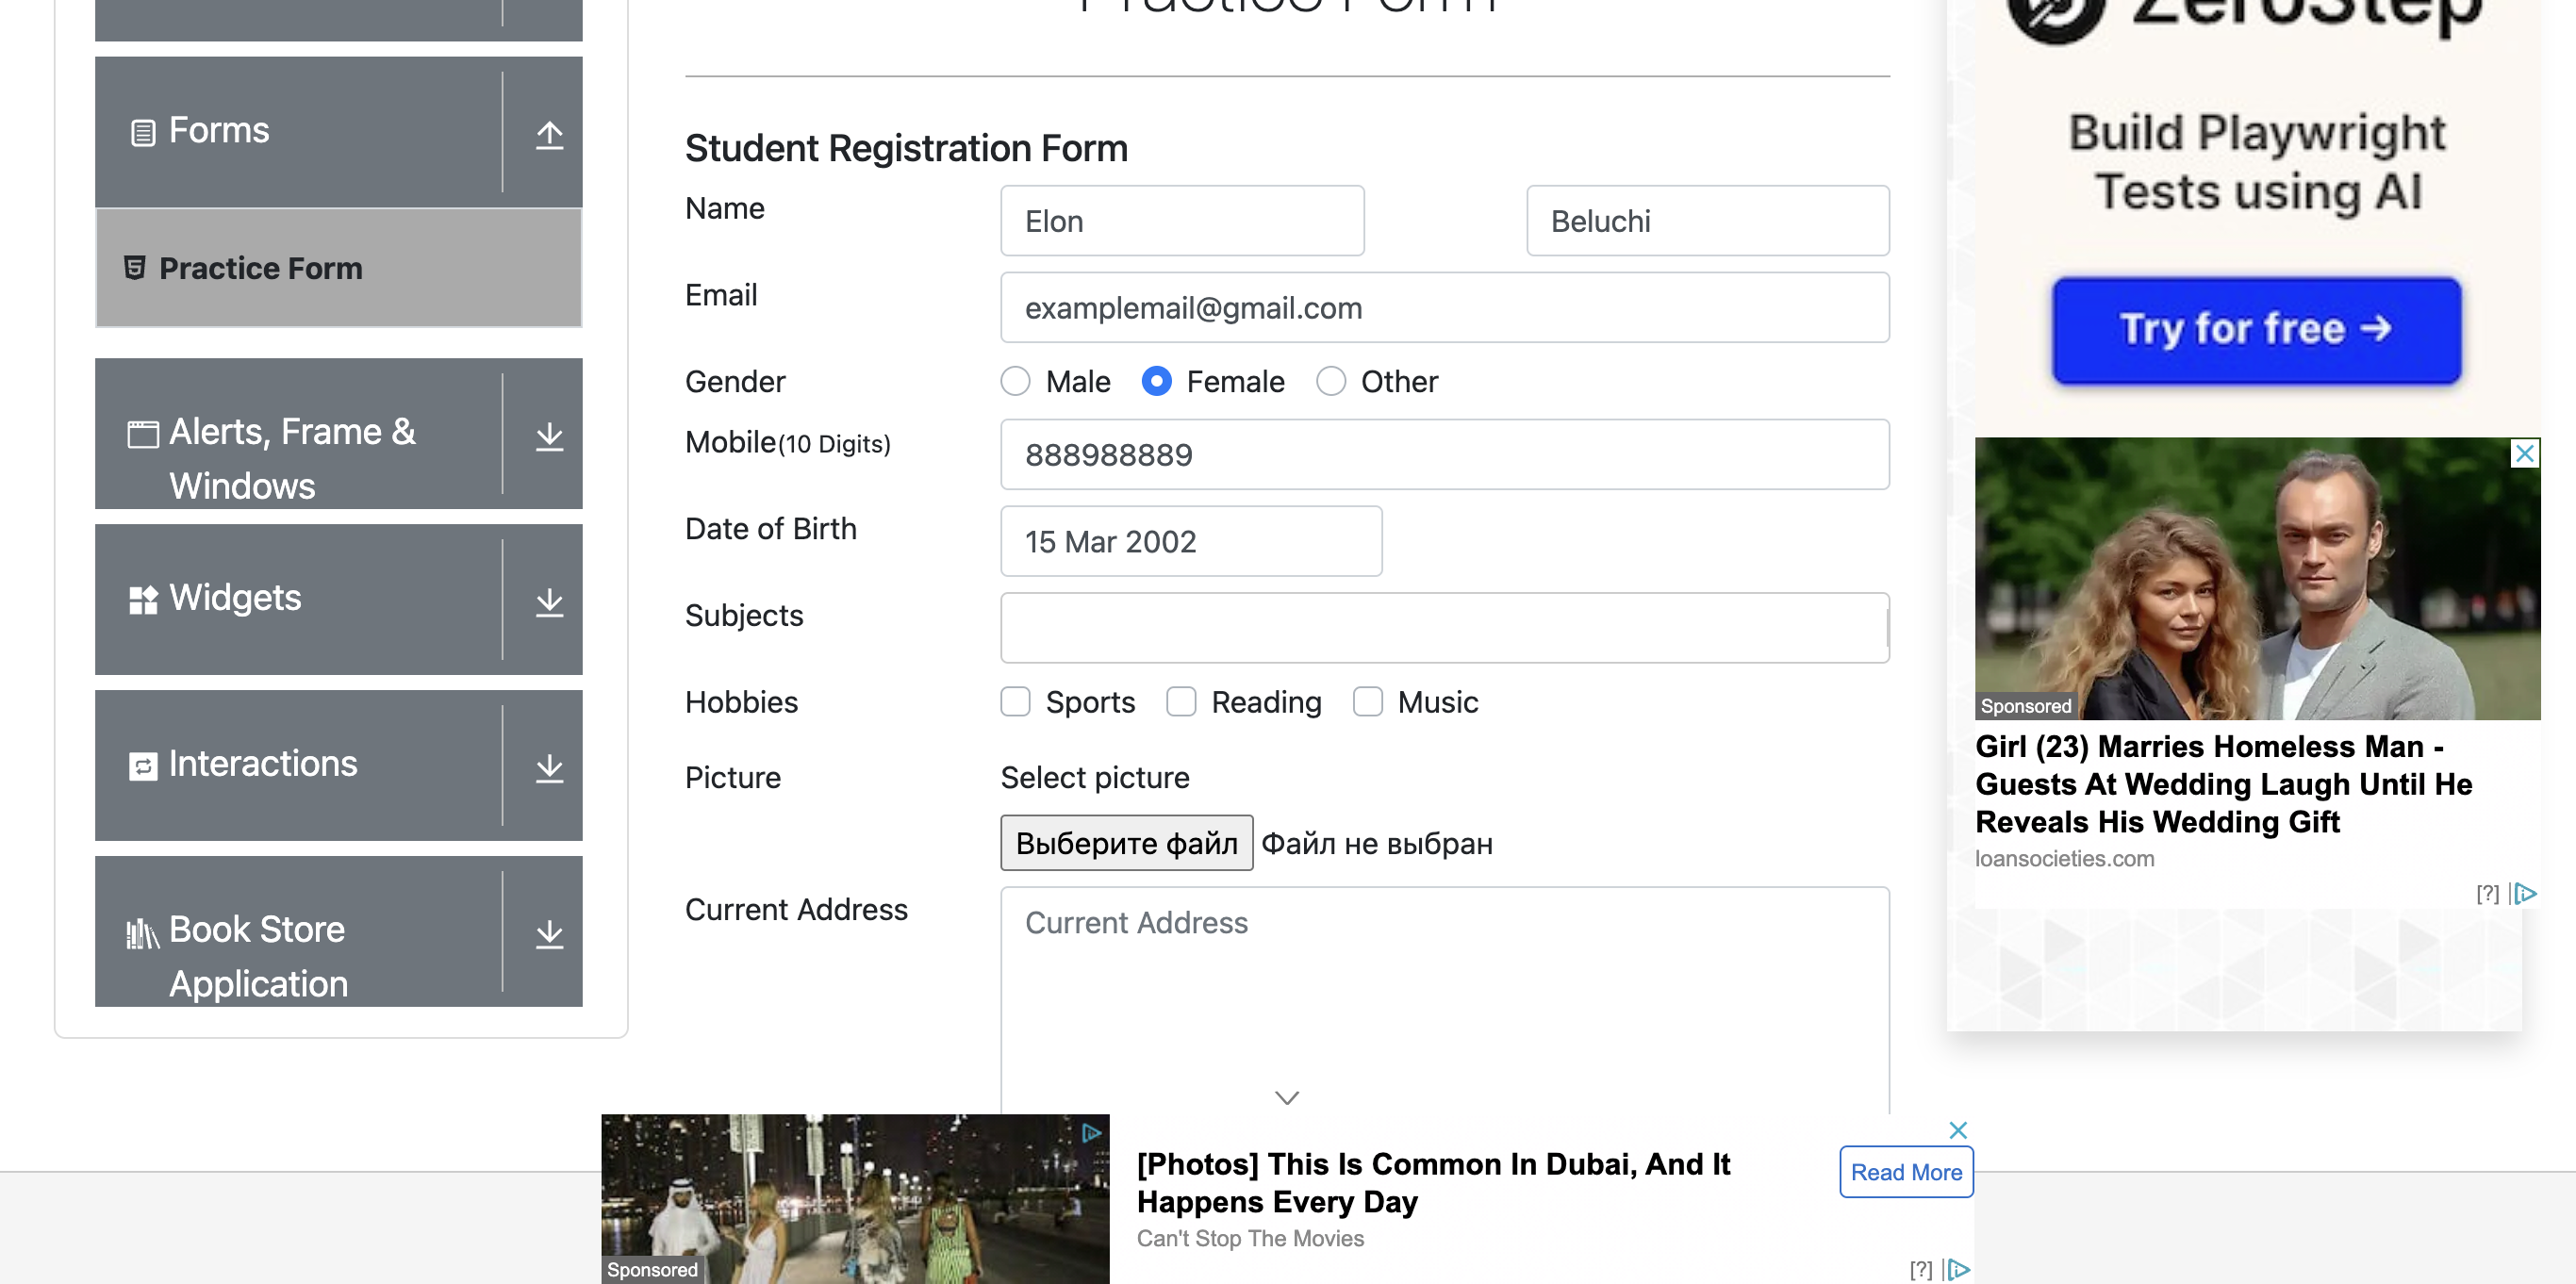 Practice Form
Forms
Practice Form
Alerts, Frame &
Windows
Widgets
Interactions
Book Store
Application
Student Registration Form
Name
Elon
Beluchi
Email
examplemail@gmail.com
Gender
Male
Female
Other
Mobile(10 Digits)
888988889
Date of Birth
15 Mar 2002
Subjects
Hobbies
Sports
Reading
Music
Picture
Select picture
Выберите файл Файл не выбран
Current Address
Current Address
ZeroStep
Build Playwright
Tests using AI
Try for free →
Sponsored
Girl (23) Marries Homeless Man -
Guests At Wedding Laugh Until He
Reveals His Wedding Gift
loansocieties.com
[?]
Sponsored
[Photos] This Is Common In Dubai, And It
Happens Every Day
Can't Stop The Movies
Read More
[?]